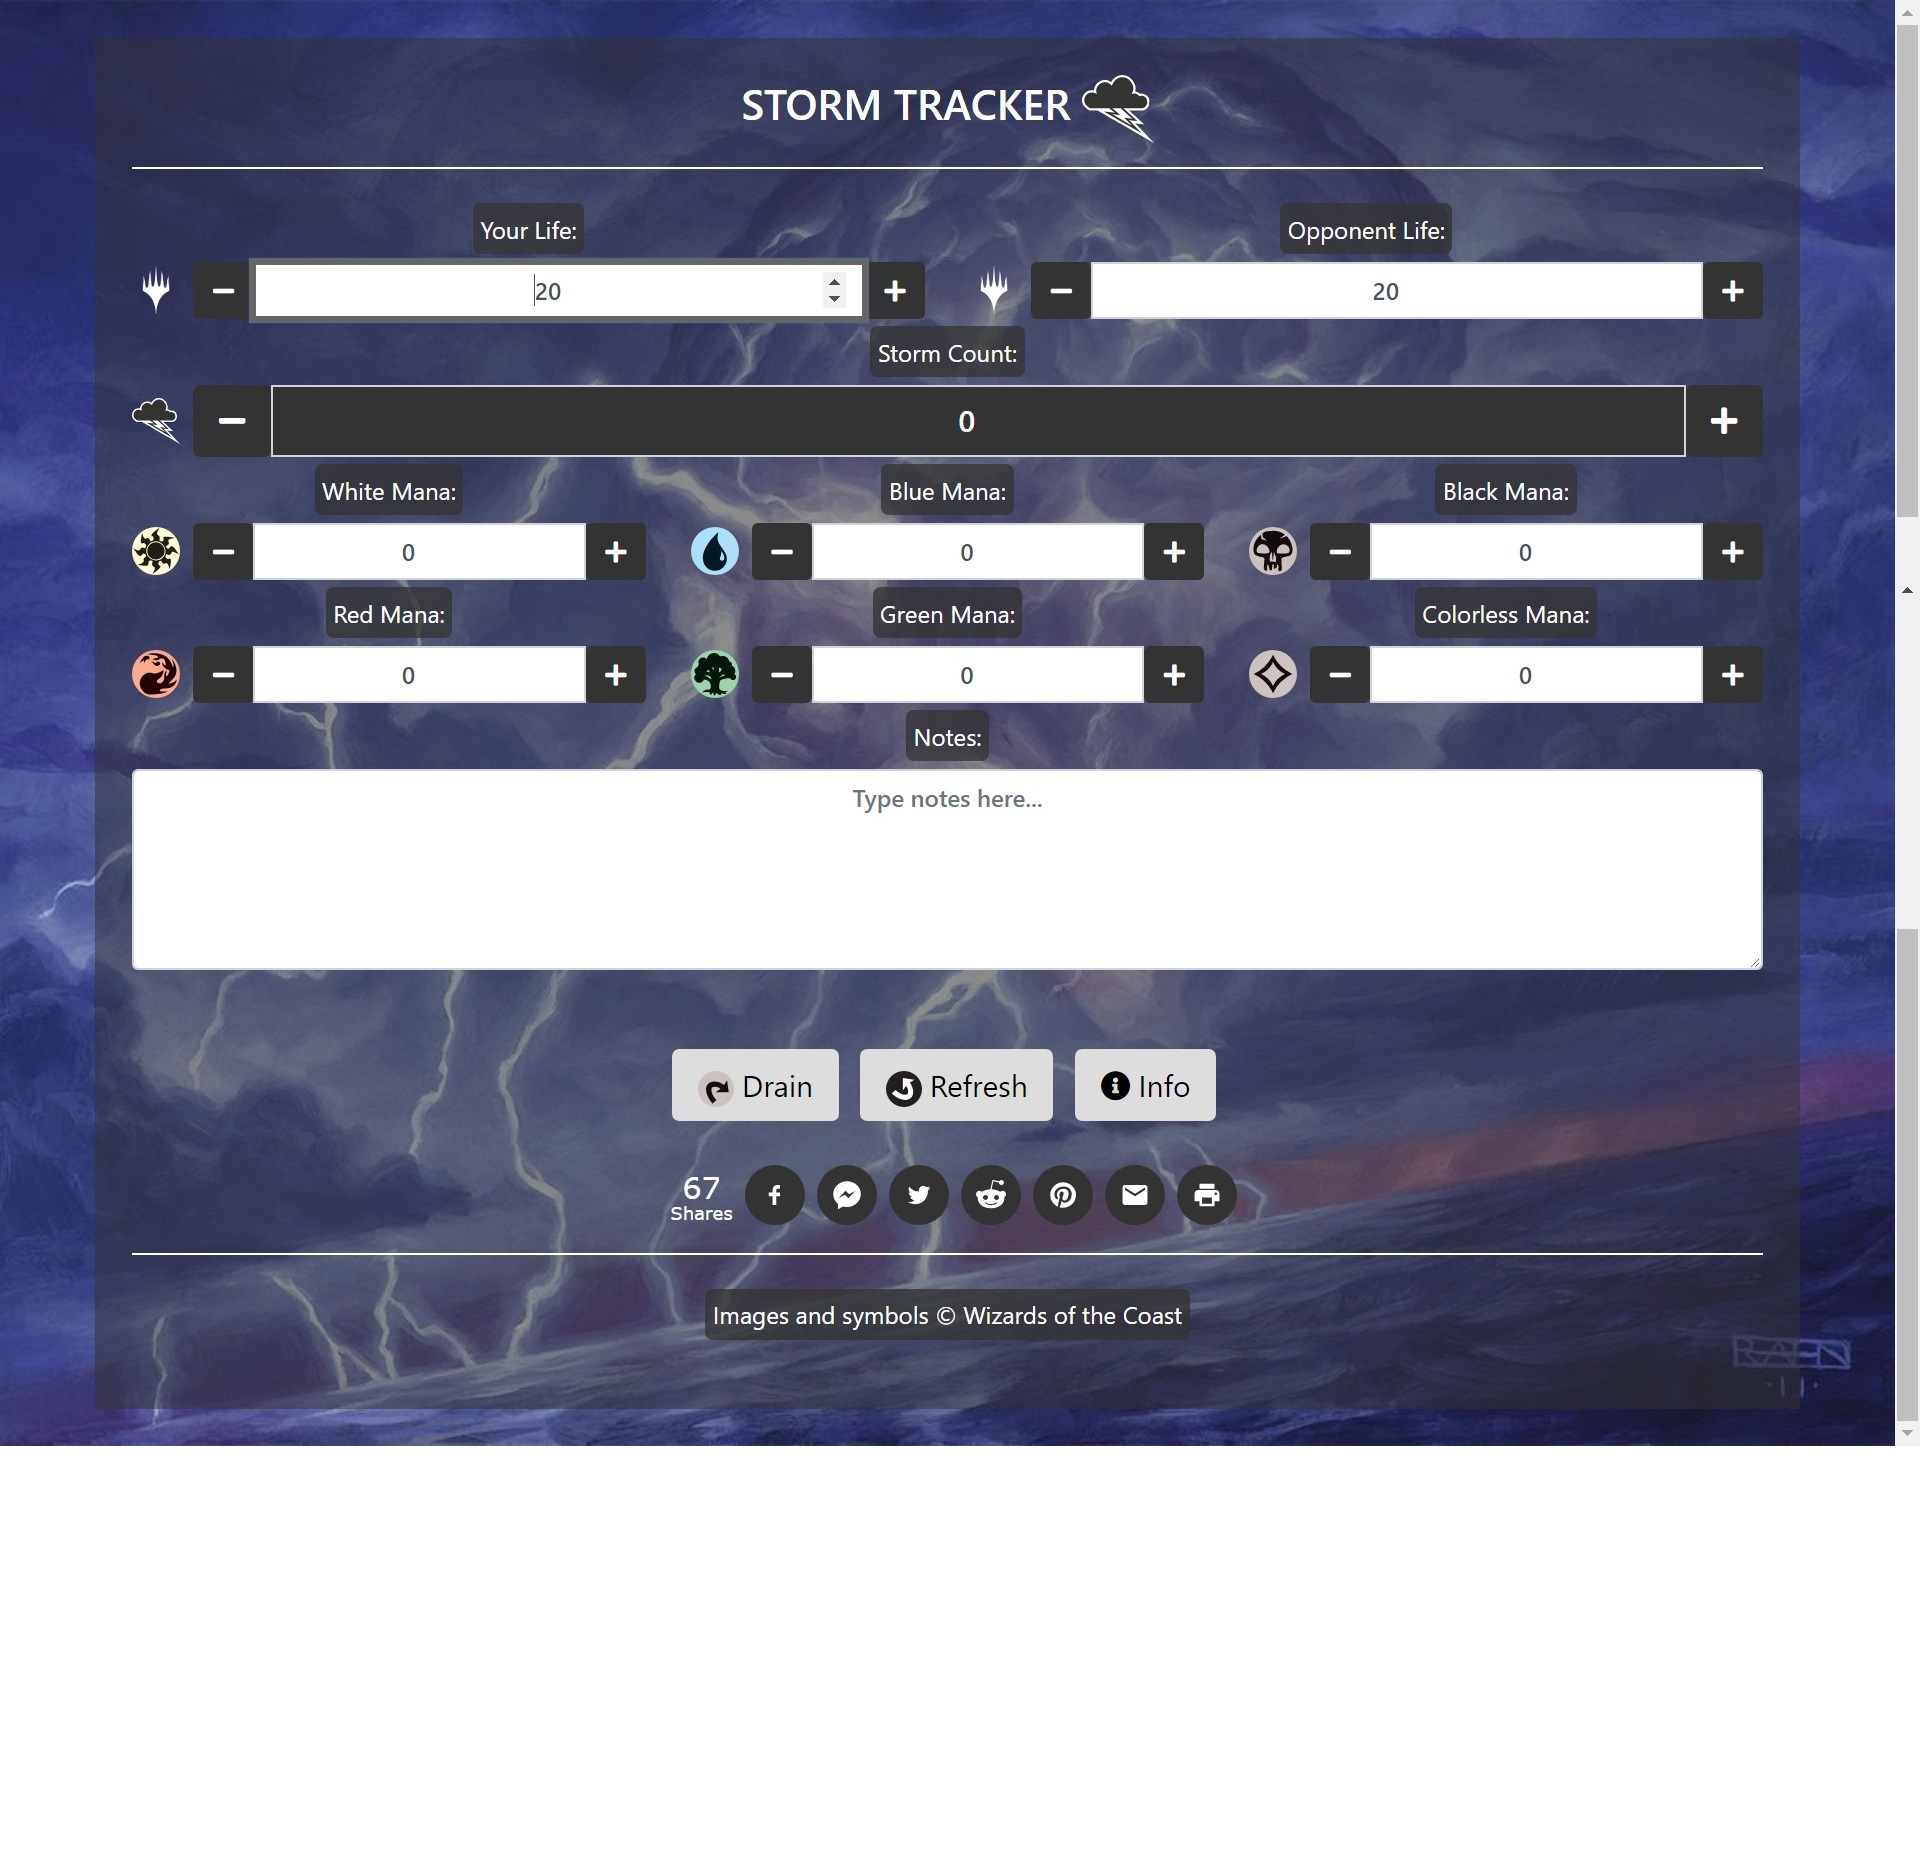 STORM TRACKER
Your Life:
Opponent Life:
20
20
Storm Count:
0
White Mana:
Blue Mana:
Black Mana:
0
0
0
Red Mana:
Green Mana:
Colorless Mana:
0
0
0
Notes:
Type notes here...
Drain
Refresh
Info
67
Shares
Images and symbols © Wizards of the Coast